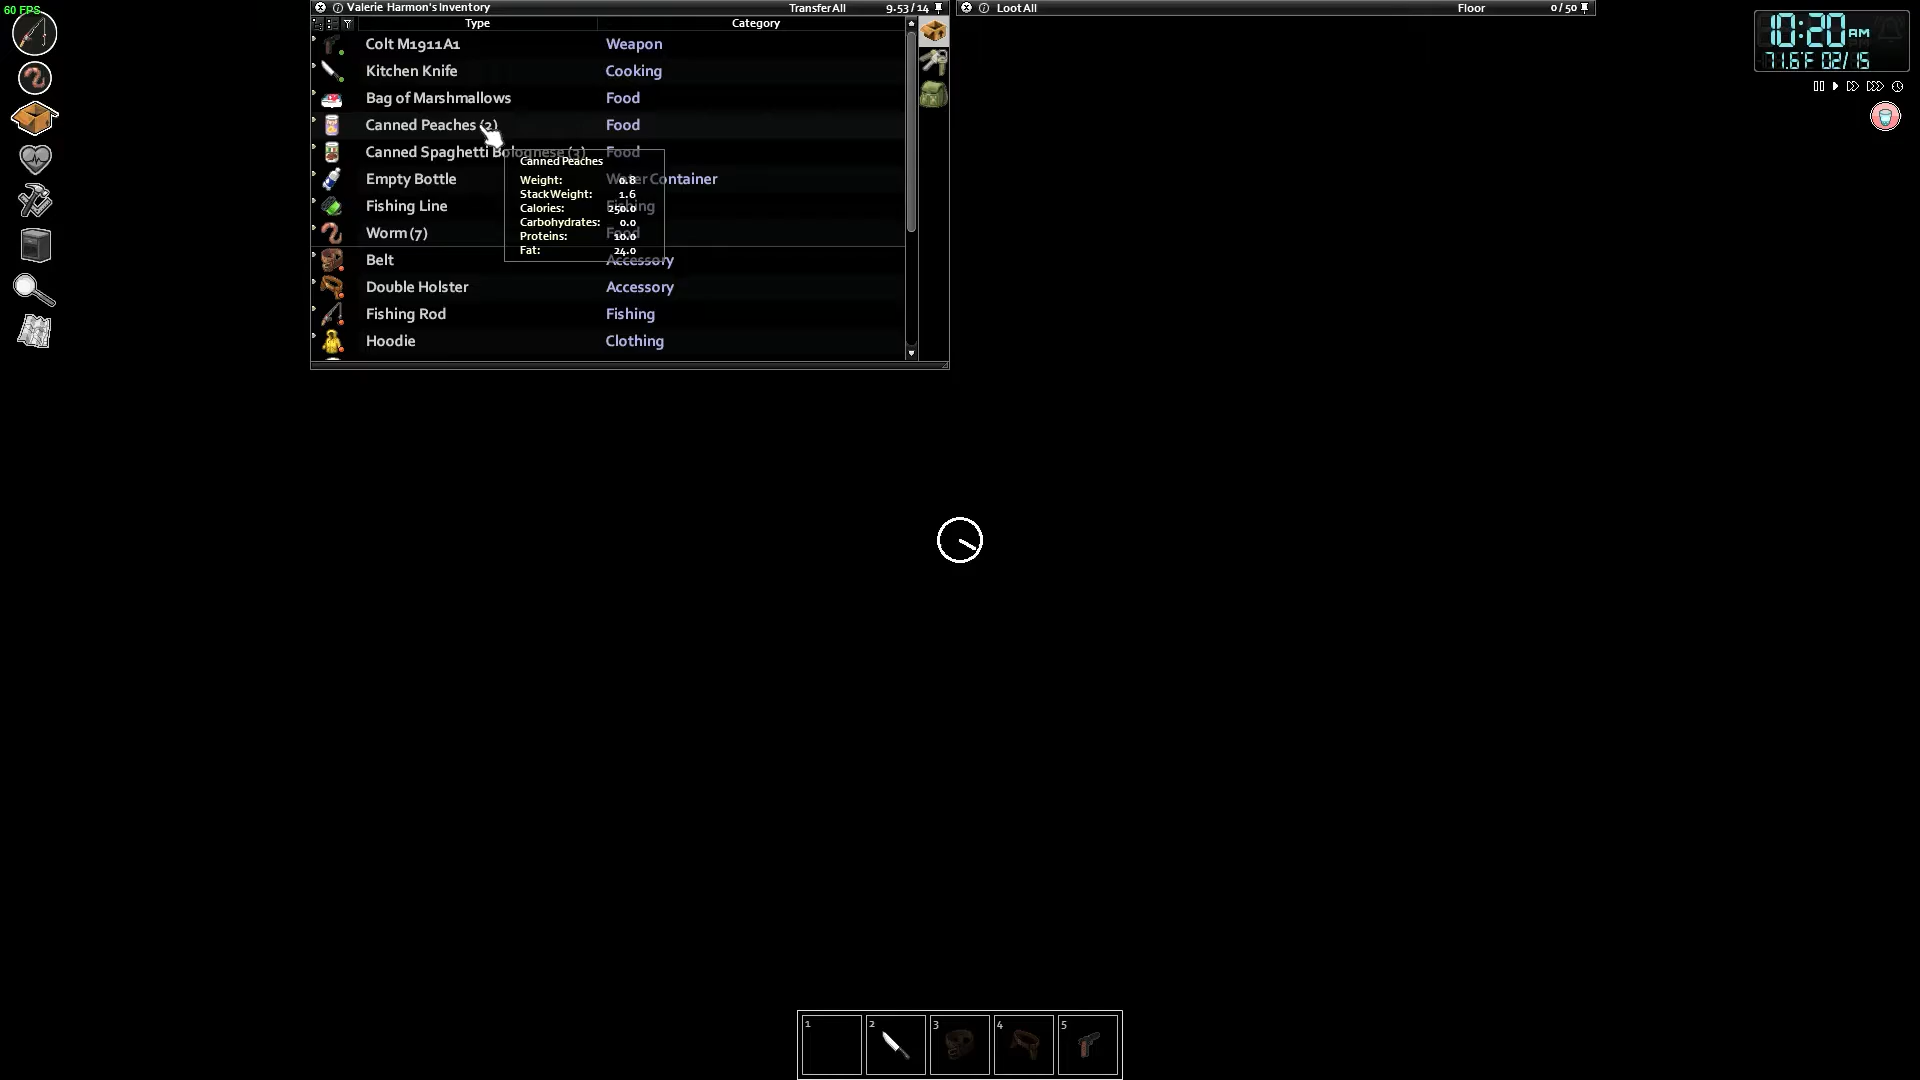 60 FPS
Valerie Harmon's Inventory Transfer All 9.53 / 14
Loot All Floor 0 / 50
10:20 AM
71.6°F 02/15
Type Category
Colt M1911A1 Weapon
Kitchen Knife Cooking
Bag of Marshmallows Food
Canned Peaches (2) Food
Canned Spaghetti Bolognese (3) Food
Empty Bottle Water Container
Fishing Line Fishing
Worm (7) Food
Belt Accessory
Double Holster Accessory
Fishing Rod Fishing
Hoodie Clothing
Canned Peaches
Weight: 0.8
Stack Weight: 1.6
Calories: 250.0
Carbohydrates: 0.0
Proteins: 10.0
Fat: 24.0
1 2 3 4 5